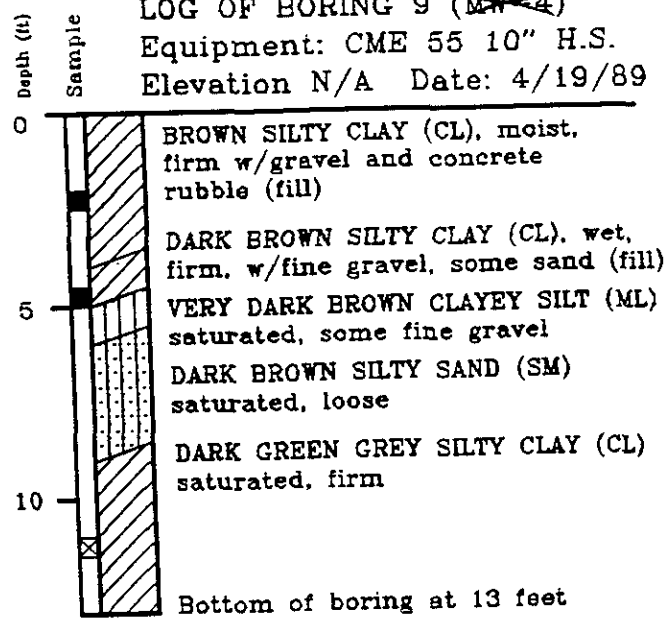 LOG OF BORING 9 (MW-4)
Equipment: CME 55 10" H.S.
Elevation N/A Date: 4/19/89
Depth (ft)
Sample
0
BROWN SILTY CLAY (CL), moist,
firm w/gravel and concrete
rubble (fill)
DARK BROWN SILTY CLAY (CL), wet,
firm, w/fine gravel, some sand (fill)
5
VERY DARK BROWN CLAYEY SILT (ML)
saturated, some fine gravel
DARK BROWN SILTY SAND (SM)
saturated, loose
DARK GREEN GREY SILTY CLAY (CL)
saturated, firm
10
Bottom of boring at 13 feet